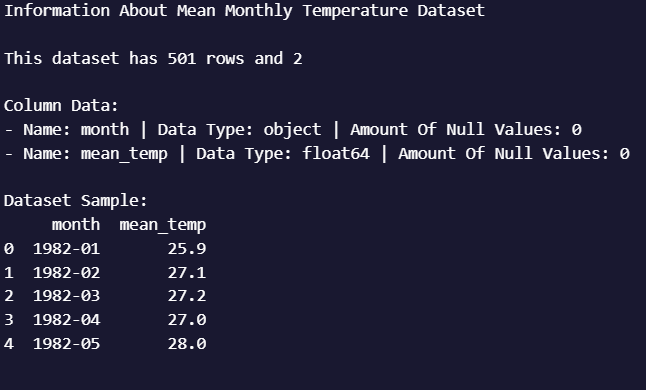 Information About Mean Monthly Temperature Dataset
This dataset has 501 rows and 2
Column Data:
- Name: month | Data Type: object | Amount Of Null Values: 0
- Name: mean_temp | Data Type: float64 | Amount Of Null Values: 0
Dataset Sample:
month mean_temp
0 1982-01 25.9
1 1982-02 27.1
2 1982-03 27.2
3 1982-04 27.0
4 1982-05 28.0